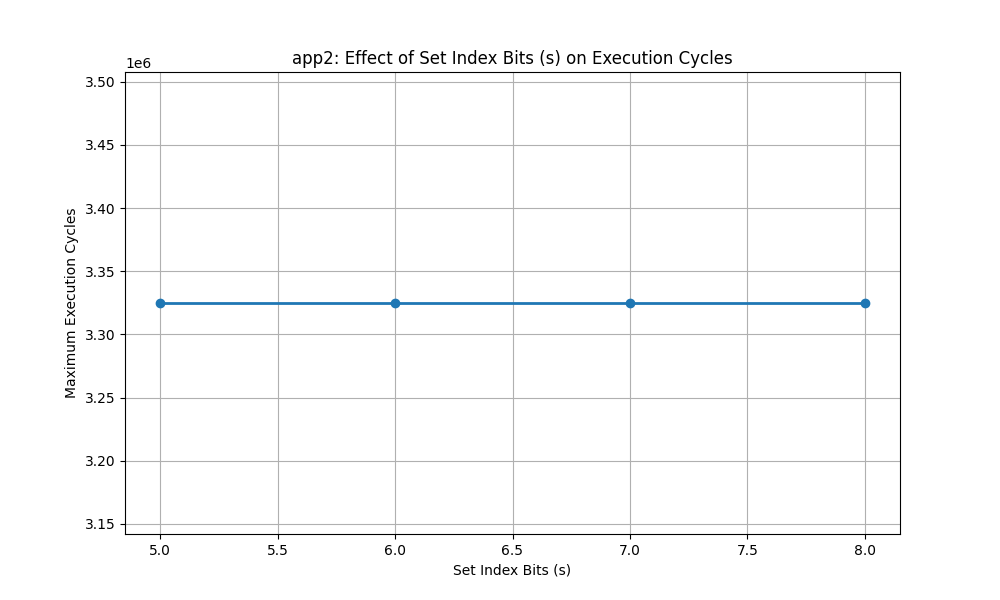 app2: Effect of Set Index Bits (s) on Execution Cycles
1e6
3.50
3.45
3.40
3.35
3.30
3.25
3.20
3.15
Maximum Execution Cycles
5.0 5.5 6.0 6.5 7.0 7.5 8.0
Set Index Bits (s)